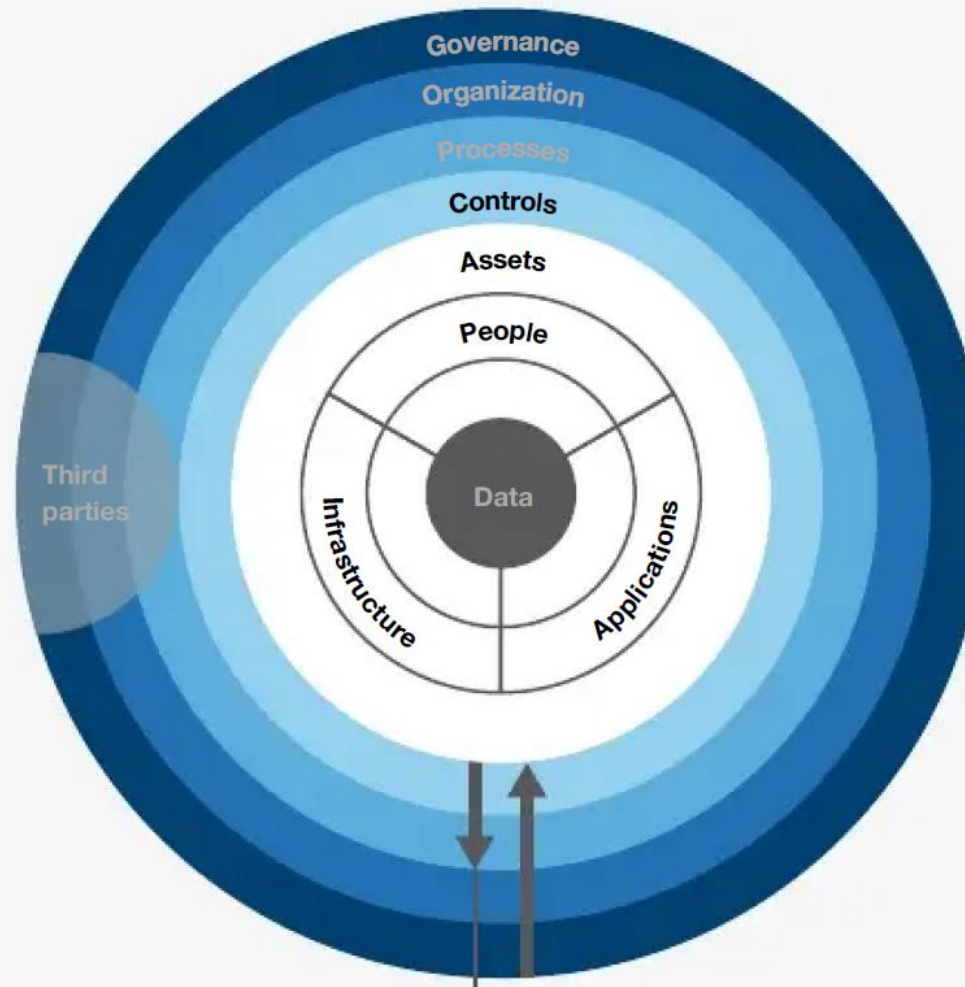 Governance
Organization
Processes
Controls
Assets
People
Third
parties
Data
Infrastructure
Applications